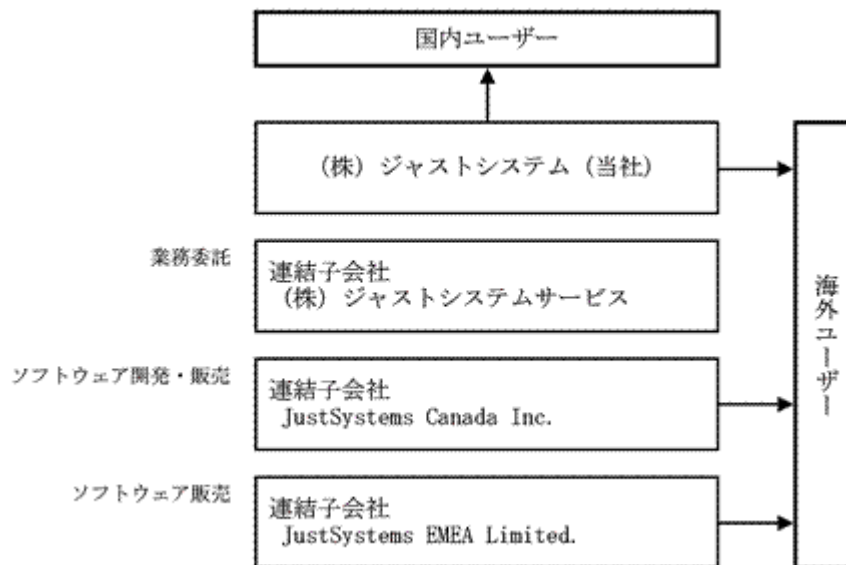 国内ユーザー
(株) ジャストシステム (当社)
業務委託
連結子会社
(株) ジャストシステムサービス
ソフトウェア開発・販売
連結子会社
JustSystems Canada Inc.
ソフトウェア販売
連結子会社
JustSystems EMEA Limited.
海外ユーザー